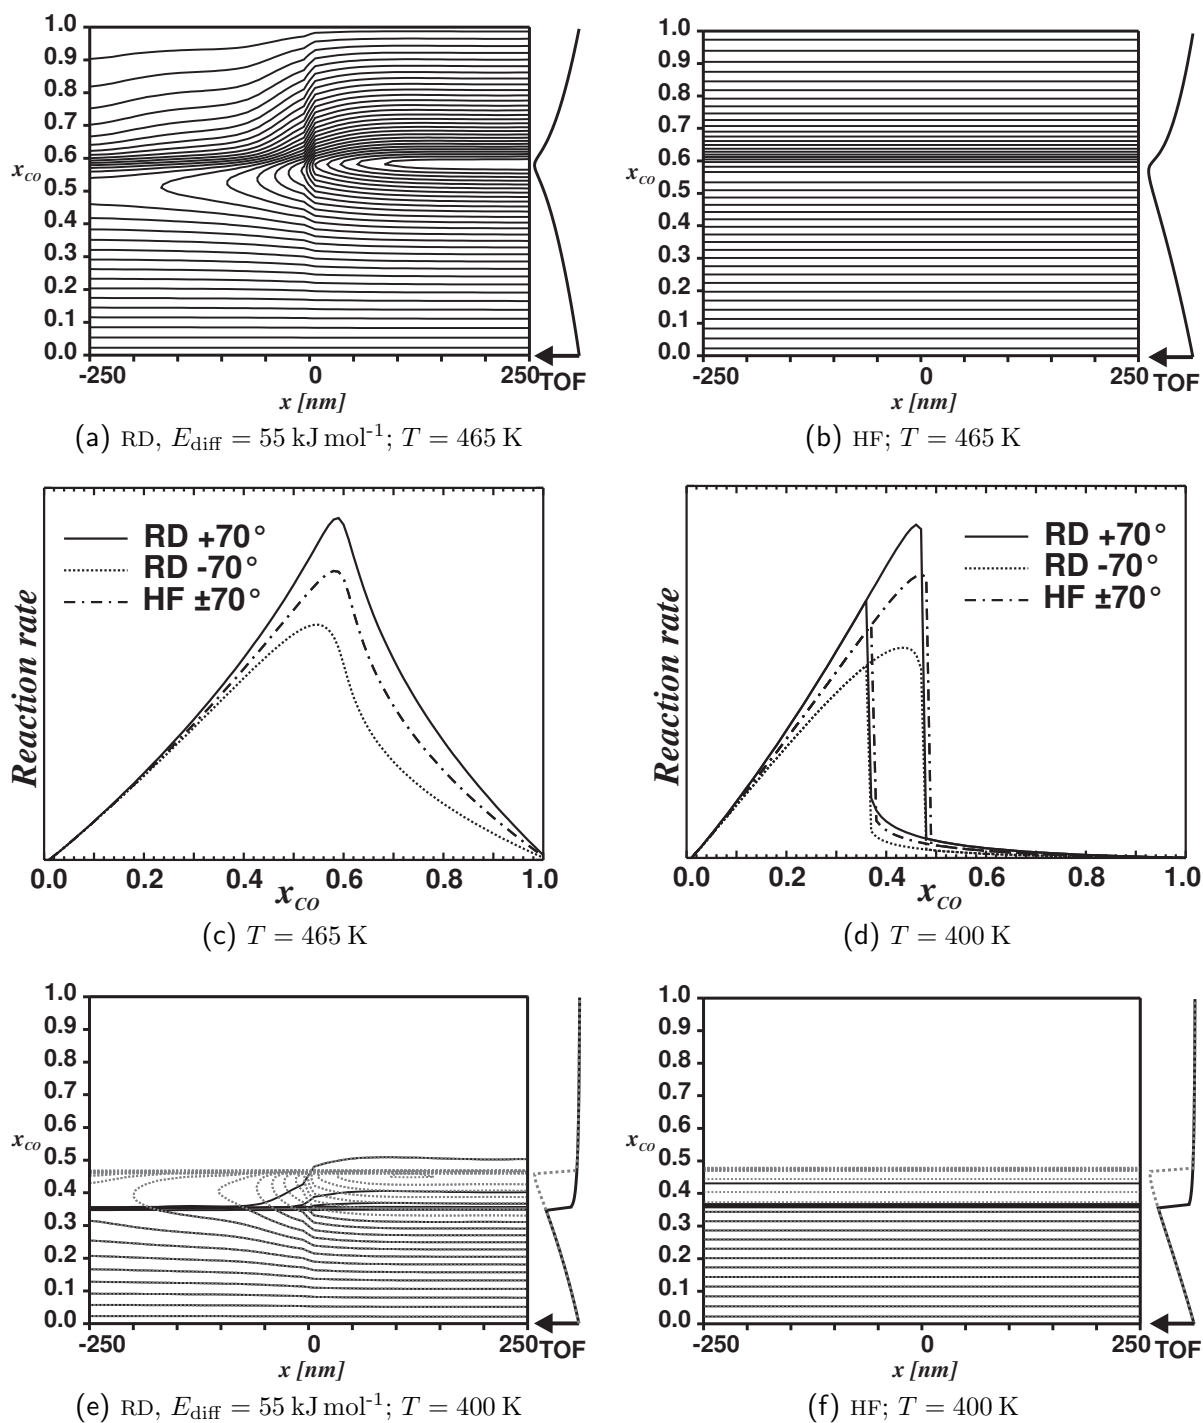 1.0
0.9
0.8
0.7
0.6
x_CO
0.5
0.4
0.3
0.2
0.1
0.0
-250 0 250
TOF
x [nm]
(a) RD, E_diff = 55 kJ mol^-1; T = 465 K
1.0
0.9
0.8
0.7
0.6
x_CO
0.5
0.4
0.3
0.2
0.1
0.0
-250 0 250
TOF
x [nm]
(b) HF; T = 465 K
Reaction rate
RD +70°
RD -70°
HF ±70°
0.0 0.2 0.4 0.6 0.8 1.0
x_CO
(c) T = 465 K
Reaction rate
RD +70°
RD -70°
HF ±70°
0.0 0.2 0.4 0.6 0.8 1.0
x_CO
(d) T = 400 K
1.0
0.9
0.8
0.7
0.6
x_CO
0.5
0.4
0.3
0.2
0.1
0.0
-250 0 250
TOF
x [nm]
(e) RD, E_diff = 55 kJ mol^-1; T = 400 K
1.0
0.9
0.8
0.7
0.6
x_CO
0.5
0.4
0.3
0.2
0.1
0.0
-250 0 250
TOF
x [nm]
(f) HF; T = 400 K